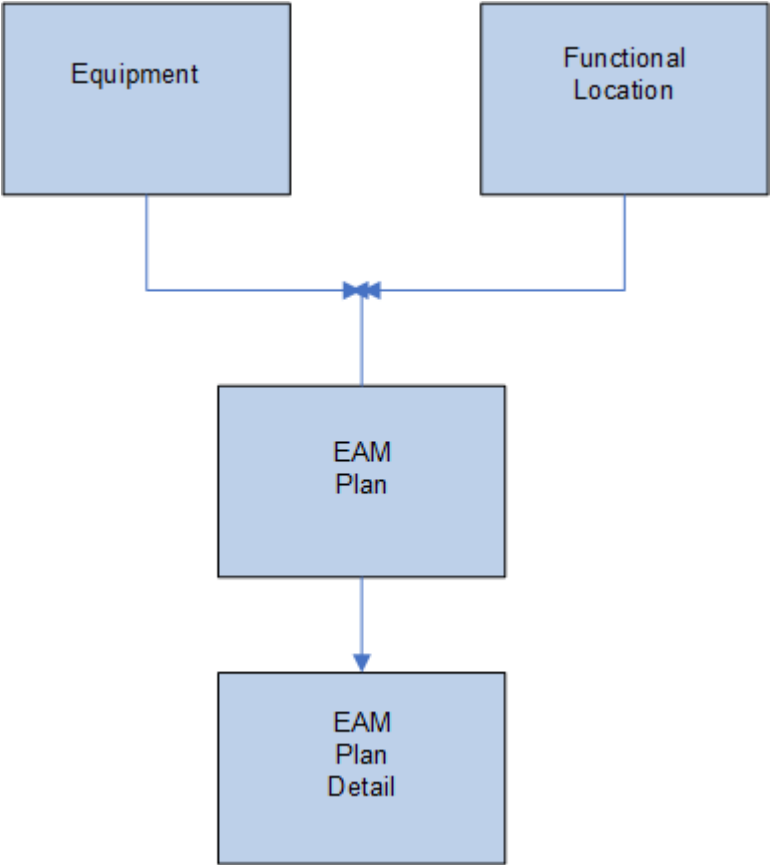 Equipment
Functional
Location
EAM
Plan
EAM
Plan
Detail